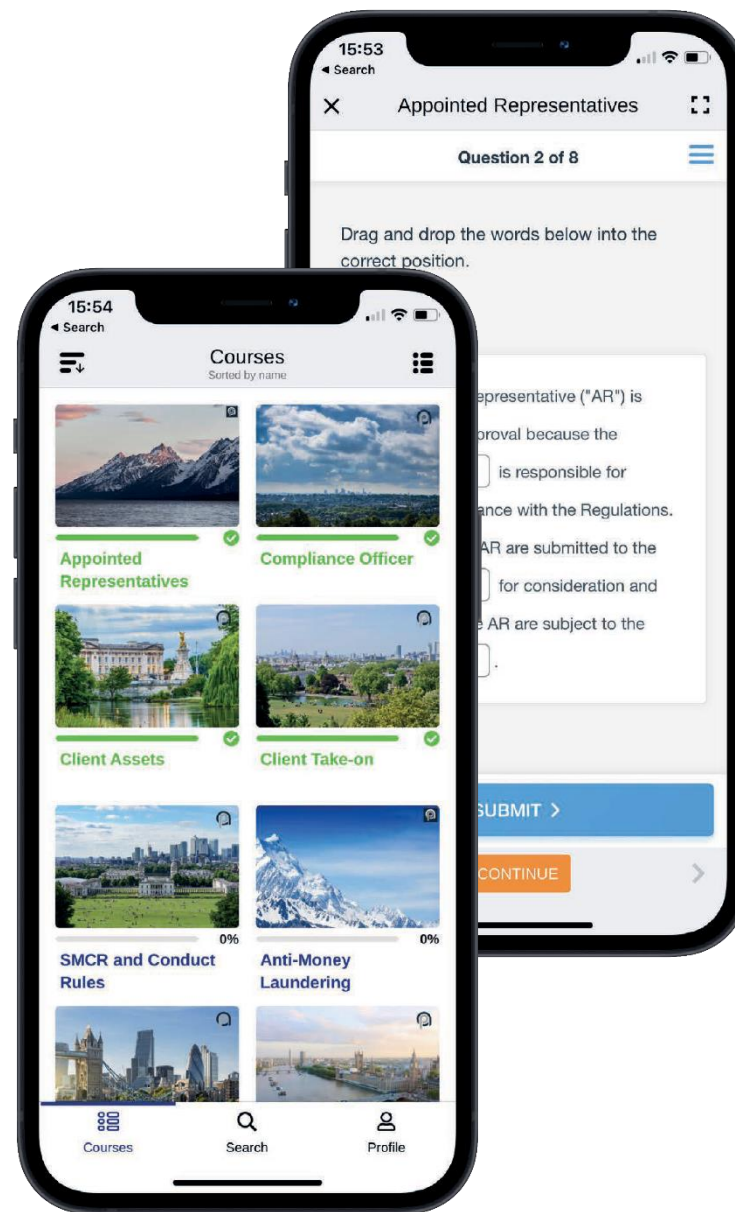 15:53
Search
Appointed Representatives
Question 2 of 8
Drag and drop the words below into the
correct position.
epresentative ("AR") is
proval because the
is responsible for
ance with the Regulations.
AR are submitted to the
for consideration and
AR are subject to the
.
SUBMIT
CONTINUE
15:54
Search
Courses
Sorted by name
Appointed
Representatives
Compliance Officer
Client Assets
Client Take-on
0%
SMCR and Conduct
Rules
0%
Anti-Money
Laundering
Courses
Search
Profile